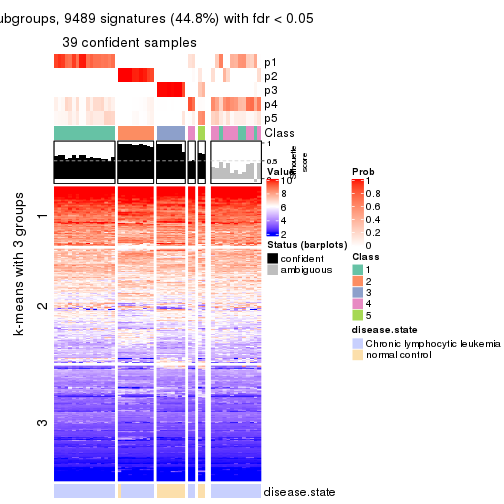 ubgroups, 9489 signatures (44.8%) with fdr < 0.05
39 confident samples
p1
p2
p3
p4
p5
Class
1
0.5
Silhouette
score
k-means with 3 groups
1
2
3
disease.state
Value
10
8
6
4
2
Status (barplots)
confident
ambiguous
Prob
1
0.8
0.6
0.4
0.2
0
Class
1
2
3
4
5
disease.state
Chronic lymphocytic leukemia
normal control